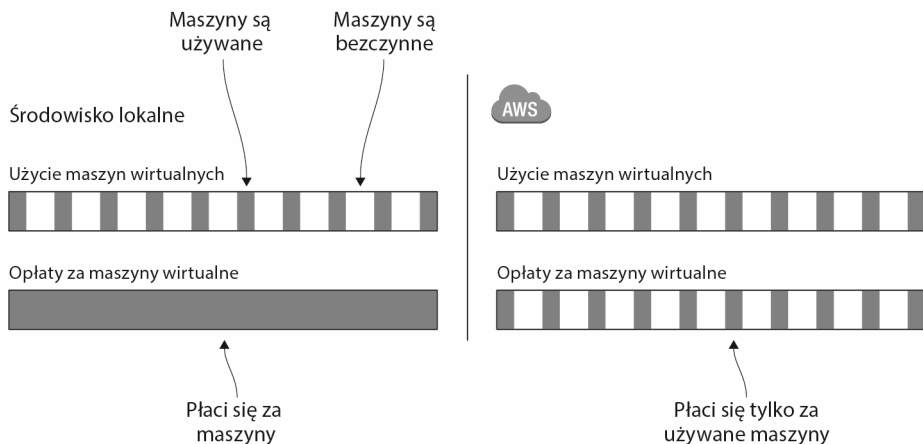 Maszyny są
używane
Maszyny są
bezczynne
Środowisko lokalne
AWS
Użycie maszyn wirtualnych
Użycie maszyn wirtualnych
Opłaty za maszyny wirtualne
Opłaty za maszyny wirtualne
Płaci się za
maszyny
Płaci się tylko za
używane maszyny